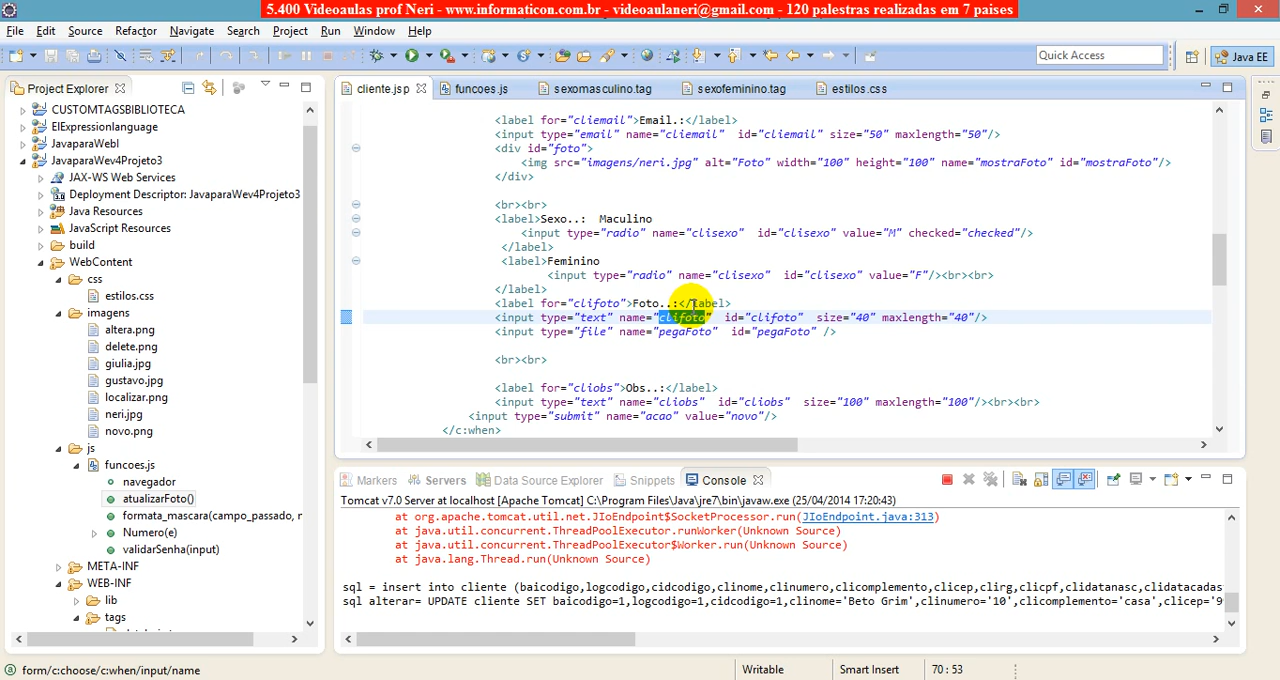 5.400 Videoaulas prof Neri - www.informaticon.com.br - videoaulaneri@gmail.com - 120 palestras realizadas em 7 paises
File Edit Source Refactor Navigate Search Project Run Window Help
Quick Access Java EE
Project Explorer
CUSTOMTAGSBIBLIOTECA
ElExpressionlanguage
JavaparaWebI
JavaparaWev4Projeto3
JAX-WS Web Services
Deployment Descriptor: JavaparaWev4Projeto3
Java Resources
JavaScript Resources
build
WebContent
css
estilos.css
imagens
altera.png
delete.png
giulia.jpg
gustavo.jpg
localizar.png
neri.jpg
novo.png
js
funcoes.js
navegador
atualizarFoto()
formata_mascara(campo_passado, m
Numero(e)
validarSenha(input)
META-INF
WEB-INF
lib
tags
cliente.jsp funcoes.js sexomasculino.tag sexofeminino.tag estilos.css
<label for="cliemail">Email.:</label>
<input type="email" name="cliemail" id="cliemail" size="50" maxlength="50"/>
<div id="foto">
<img src="imagens/neri.jpg" alt="Foto" width="100" height="100" name="mostraFoto" id="mostraFoto"/>
</div>
<br><br>
<label>Sexo..: Maculino
<input type="radio" name="clisexo" id="clisexo" value="M" checked="checked"/>
</label>
<label>Feminino
<input type="radio" name="clisexo" id="clisexo" value="F"/><br><br>
</label>
<label for="clifoto">Foto..:</label>
<input type="text" name="clifoto" id="clifoto" size="40" maxlength="40"/>
<input type="file" name="pegaFoto" id="pegaFoto" />
<br><br>
<label for="cliobs">Obs..:</label>
<input type="text" name="cliobs" id="cliobs" size="100" maxlength="100"/><br><br>
<input type="submit" name="acao" value="novo"/>
</c:when>
Markers Servers Data Source Explorer Snippets Console
Tomcat v7.0 Server at localhost [Apache Tomcat] C:\Program Files\Java\jre7\bin\javaw.exe (25/04/2014 17:20:43)
at org.apache.tomcat.util.net.JIoEndpoint$SocketProcessor.run(JIoEndpoint.java:313)
at java.util.concurrent.ThreadPoolExecutor.runWorker(Unknown Source)
at java.util.concurrent.ThreadPoolExecutor$Worker.run(Unknown Source)
at java.lang.Thread.run(Unknown Source)
sql = insert into cliente (baicodigo,logcodigo,cidcodigo,clinome,clinumero,clicomplemento,clicep,clirg,clicpf,clidatanasc,clidatacadas
sql alterar= UPDATE cliente SET baicodigo=1,logcodigo=1,cidcodigo=1,clinome='Beto Grim',clinumero='10',clicomplemento='casa',clicep='9
form/c:choose/c:when/input/name Writable Smart Insert 70 : 53